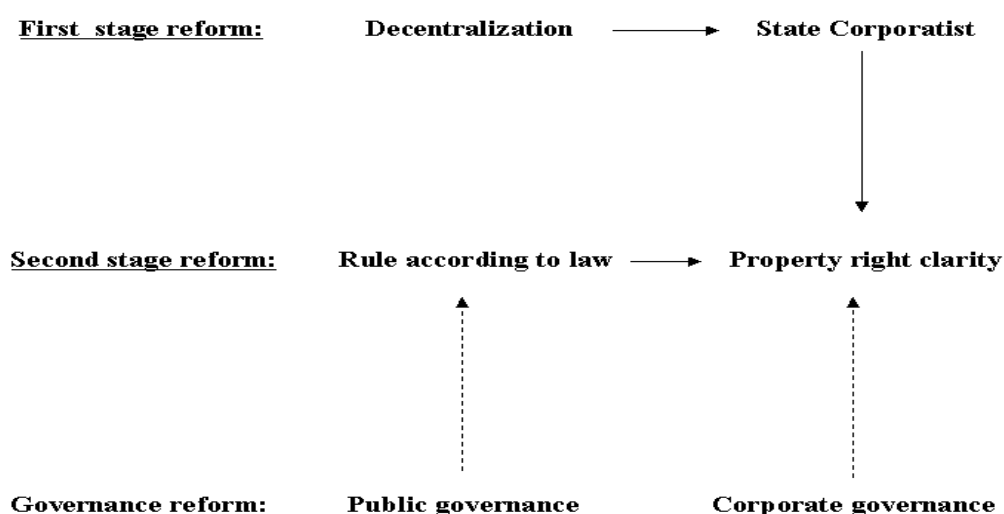 First stage reform: Decentralization State Corporatist
Second stage reform: Rule according to law Property right clarity
Governance reform: Public governance Corporate governance